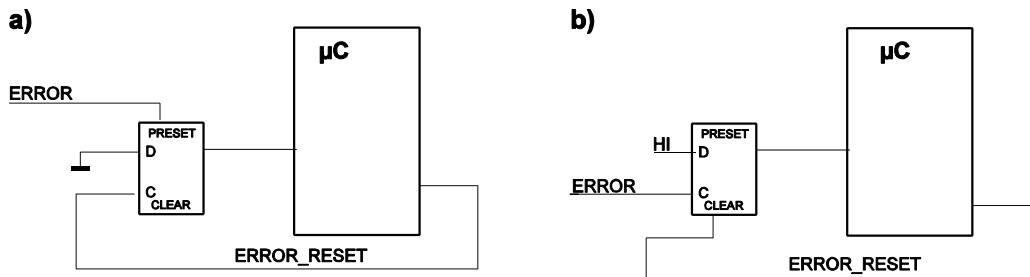 a)
µC
ERROR
PRESET
D
C
CLEAR
ERROR_RESET
b)
µC
HI
PRESET
D
ERROR
C
CLEAR
ERROR_RESET